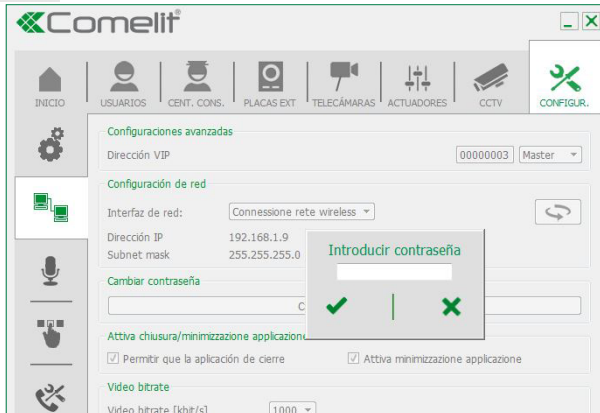 Comelit®
INICIO
USUARIOS
CENT. CONS.
PLACAS EXT
TELECÁMARAS
ACTUADORES
CCTV
CONFIGUR.
Configuraciones avanzadas
Dirección VIP 00000003 Master
Configuración de red
Interfaz de red: Connessione rete wireless
Dirección IP 192.168.1.9
Subnet mask 255.255.255.0
Introducir contraseña
Cambiar contraseña
C
Attiva chiusura/minimizzazione applicazione
Permitir que la aplicación de cierre Attiva minimizzazione applicazione
Video bitrate
Video bitrate [kbit/s] 1000